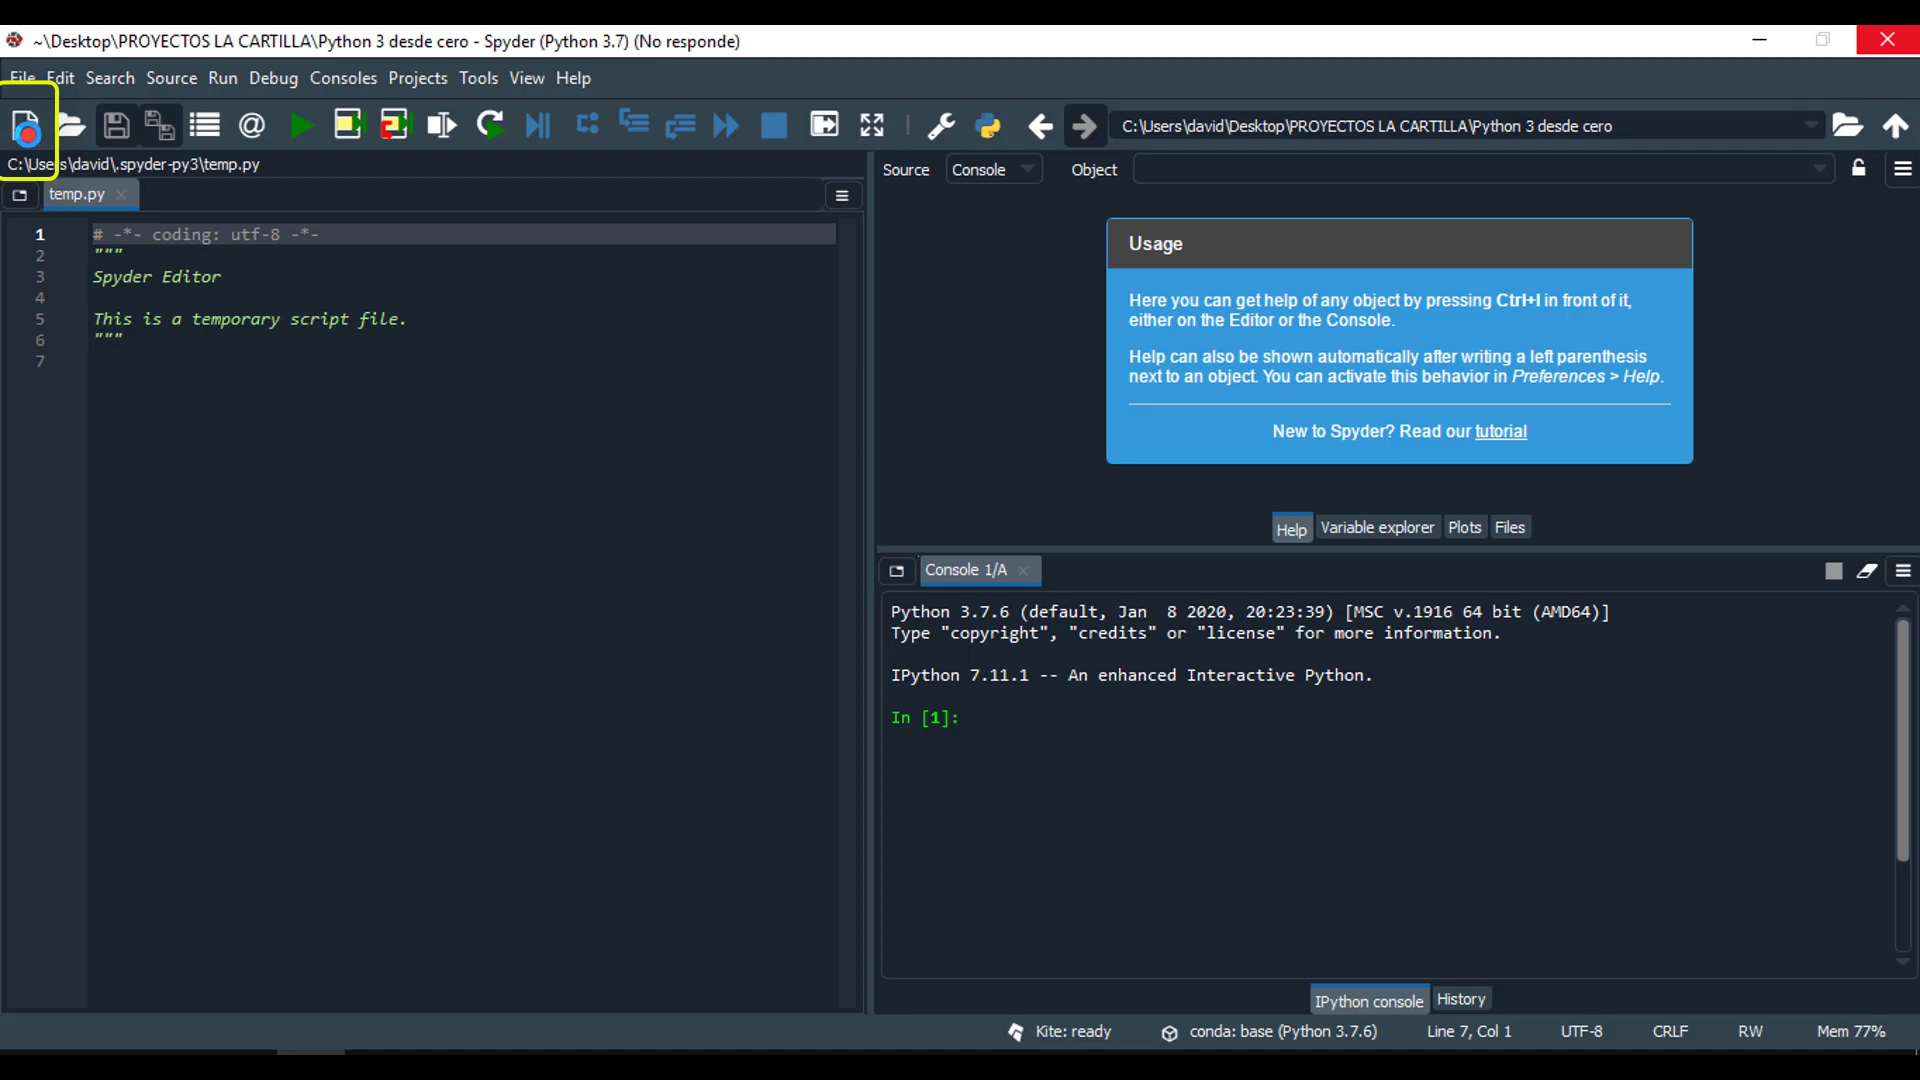 ~\Desktop\PROYECTOS LA CARTILLA\Python 3 desde cero - Spyder (Python 3.7) (No responde)
File Edit Search Source Run Debug Consoles Projects Tools View Help
@ C:\Users\david\Desktop\PROYECTOS LA CARTILLA\Python 3 desde cero
C:\Users\david\.spyder-py3\temp.py
temp.py
1 # -*- coding: utf-8 -*-
2 """
3 Spyder Editor
4
5 This is a temporary script file.
6 """
7
Source Console Object
Usage
Here you can get help of any object by pressing Ctrl+I in front of it,
either on the Editor or the Console.
Help can also be shown automatically after writing a left parenthesis
next to an object. You can activate this behavior in Preferences > Help.
New to Spyder? Read our tutorial
Help Variable explorer Plots Files
Console 1/A
Python 3.7.6 (default, Jan  8 2020, 20:23:39) [MSC v.1916 64 bit (AMD64)]
Type "copyright", "credits" or "license" for more information.
IPython 7.11.1 -- An enhanced Interactive Python.
In [1]:
IPython console History
Kite: ready conda: base (Python 3.7.6) Line 7, Col 1 UTF-8 CRLF RW Mem 77%